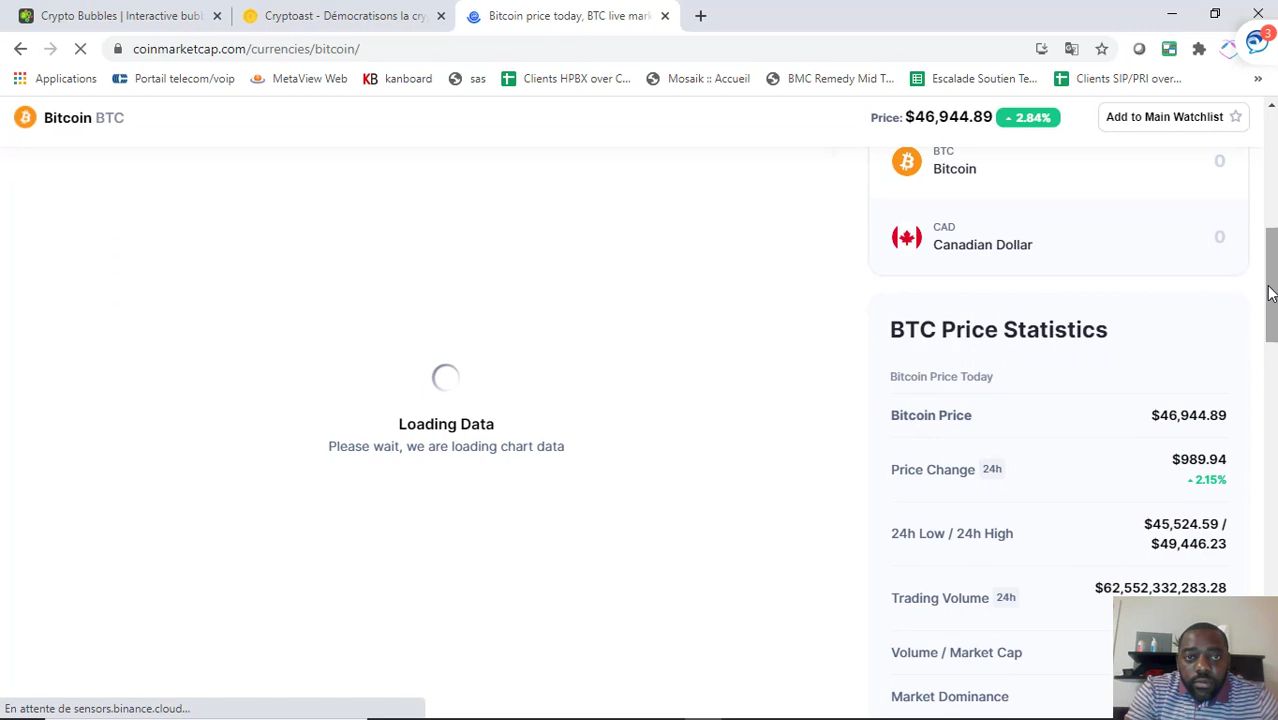 Crypto Bubbles | Interactive bubb
Cryptoast - Démocratisons la cry
Bitcoin price today, BTC live mar
3
coinmarketcap.com/currencies/bitcoin/
Applications
Portail telecom/voip
MetaView Web
KB kanboard
sas
Clients HPBX over C...
Mosaik :: Accueil
BMC Remedy Mid T...
Escalade Soutien Te...
Clients SIP/PRI over...
»
Bitcoin BTC
Price: $46,944.89
2.84%
Add to Main Watchlist
BTC
Bitcoin
0
CAD
Canadian Dollar
0
Loading Data
Please wait, we are loading chart data
BTC Price Statistics
Bitcoin Price Today
Bitcoin Price
$46,944.89
Price Change 24h
$989.94
2.15%
24h Low / 24h High
$45,524.59 /
$49,446.23
Trading Volume 24h
$62,552,332,283.28
Volume / Market Cap
Market Dominance
En attente de sensors.binance.cloud...